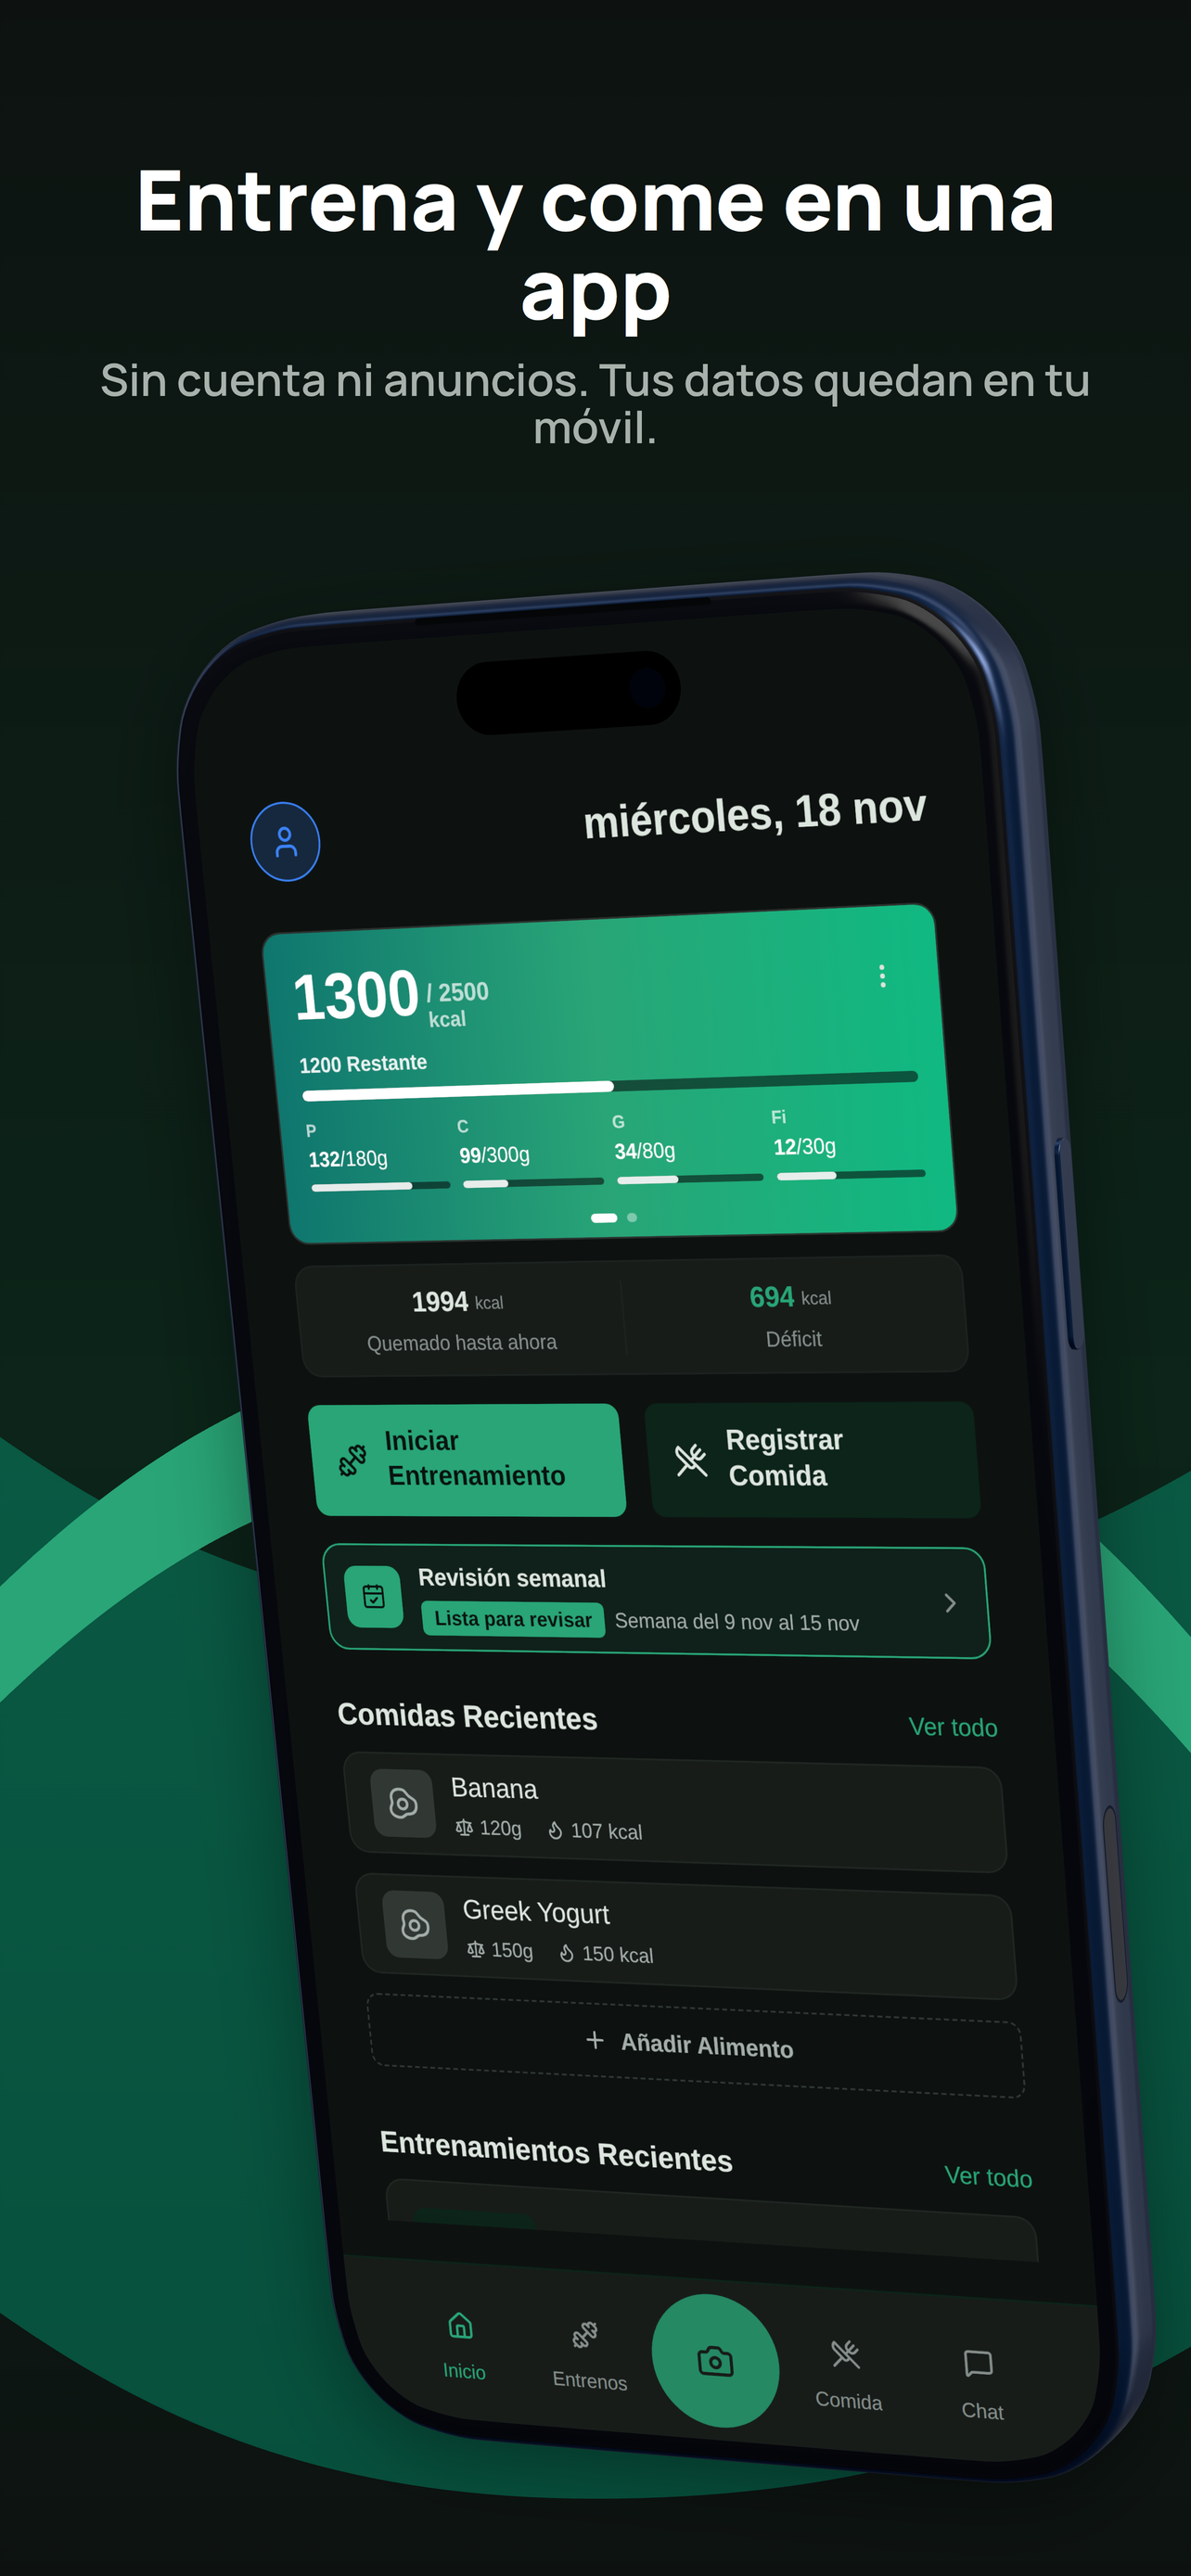 Entrena y come en una
app
Sin cuenta ni anuncios. Tus datos quedan en tu
móvil.
miércoles, 18 nov
1300 / 2500
kcal
1200 Restante
P C G Fi
132/180g 99/300g 34/80g 12/30g
1994 kcal 694 kcal
Quemado hasta ahora Déficit
Iniciar
Entrenamiento
Registrar
Comida
Revisión semanal
Lista para revisar Semana del 9 nov al 15 nov
Comidas Recientes Ver todo
Banana
120g 107 kcal
Greek Yogurt
150g 150 kcal
+ Añadir Alimento
Entrenamientos Recientes Ver todo
Inicio Entrenos Comida Chat